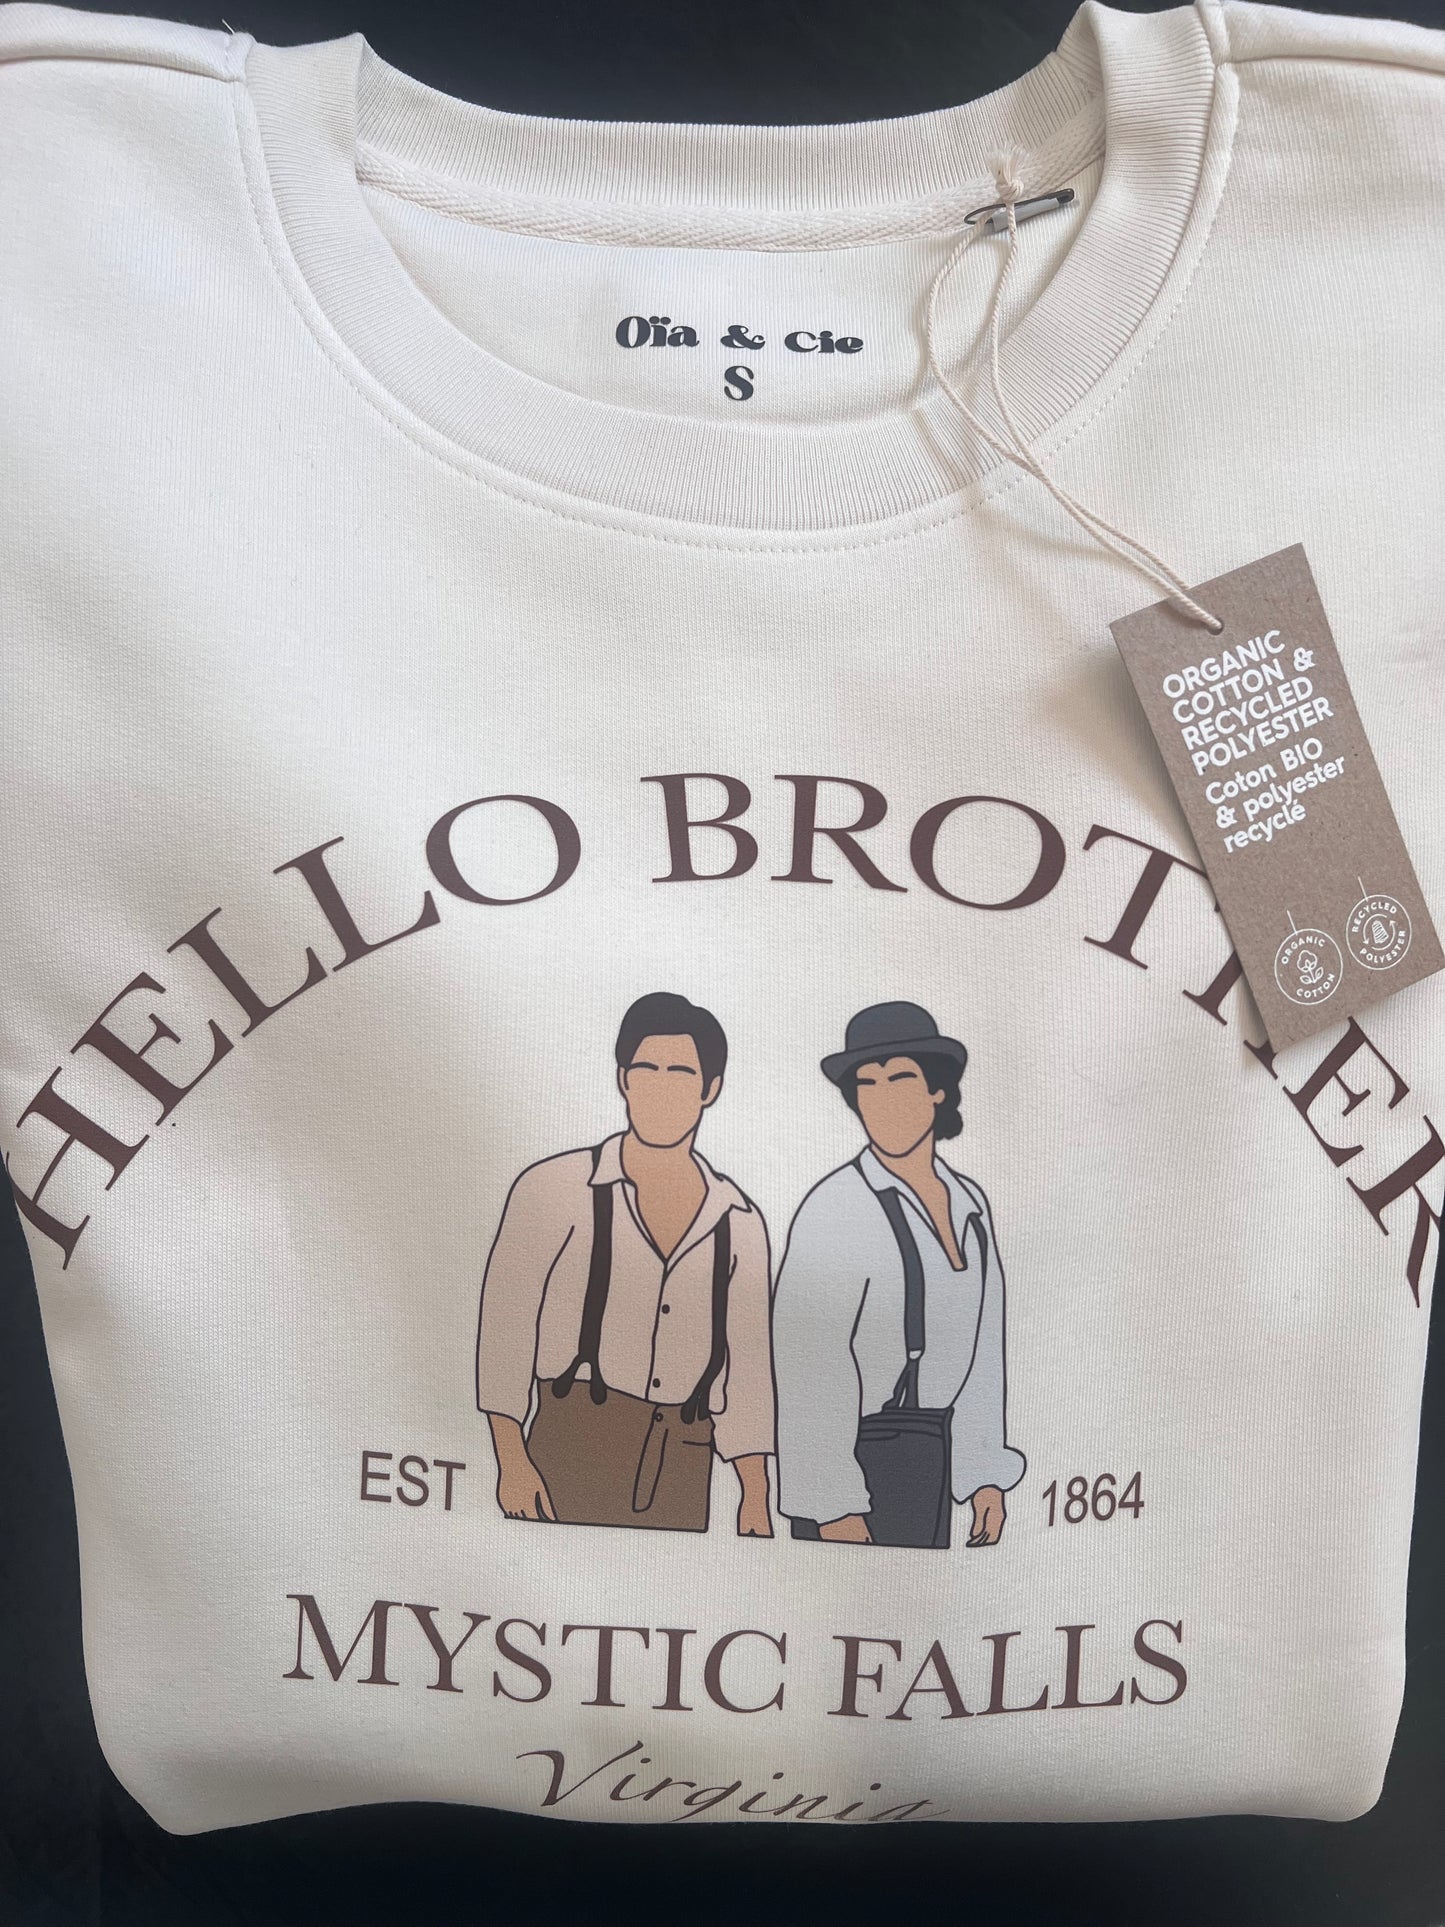 Oïa & cie
S
ORGANIC
COTTON &
RECYCLED
POLYESTER
Coton BIO
& polyester
recyclé
ORGANIC
COTTON
RECYCLED
POLYESTER
HELLO BROTHER
EST
1864
MYSTIC FALLS
Virginia